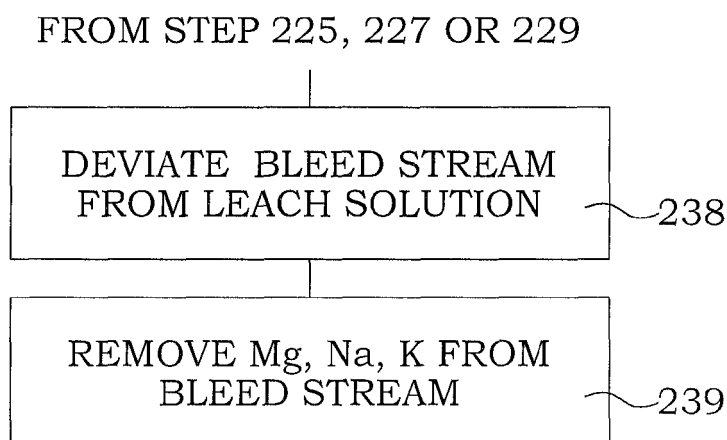 FROM STEP 225, 227 OR 229
DEVIATE BLEED STREAM
FROM LEACH SOLUTION
238
REMOVE Mg, Na, K FROM
BLEED STREAM
239